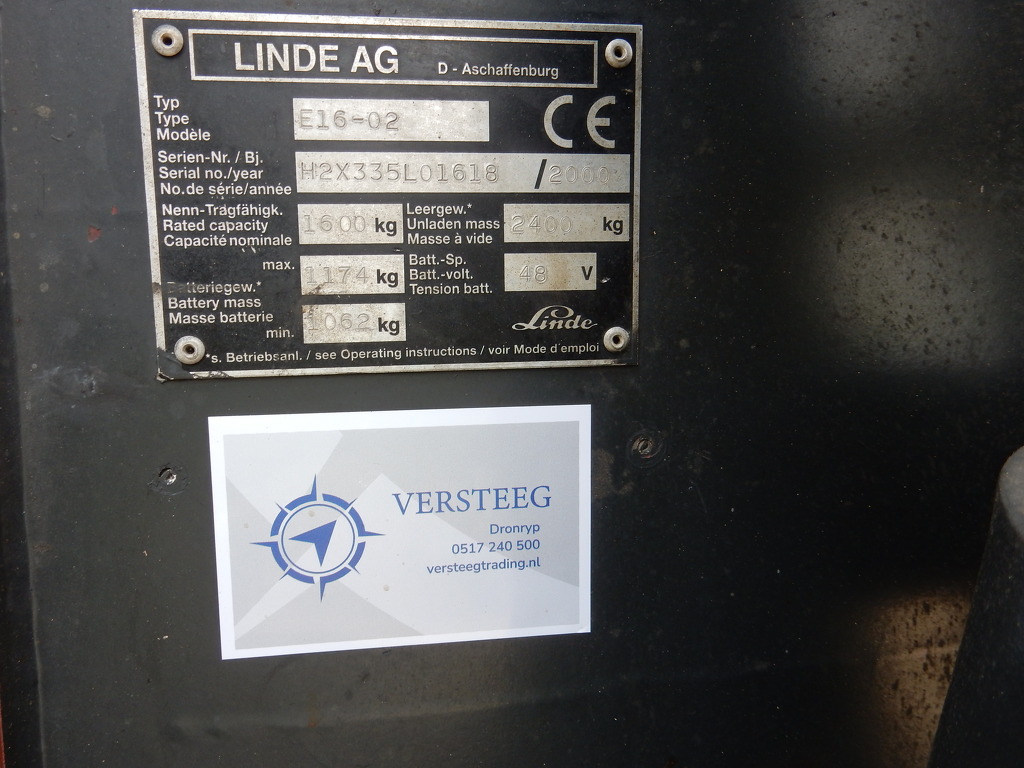 LINDE AG D - Aschaffenburg
Typ
Type
Modèle
E16-02
CE
Serien-Nr. / Bj.
Serial no./year
No.de série/année
H2X335L01618 /2000
Nenn-Tragfähigk.
Rated capacity
Capacité nominale
1600 kg
Leergew.*
Unladen mass
Masse à vide
2400 kg
max. 1174 kg
Batteriegew.*
Battery mass
Masse batterie
min. 1062 kg
Batt.-Sp.
Batt.-volt.
Tension batt.
48 V
Linde
*s. Betriebsanl. / see Operating instructions / voir Mode d'emploi
VERSTEEG
Dronryp
0517 240 500
versteegtrading.nl